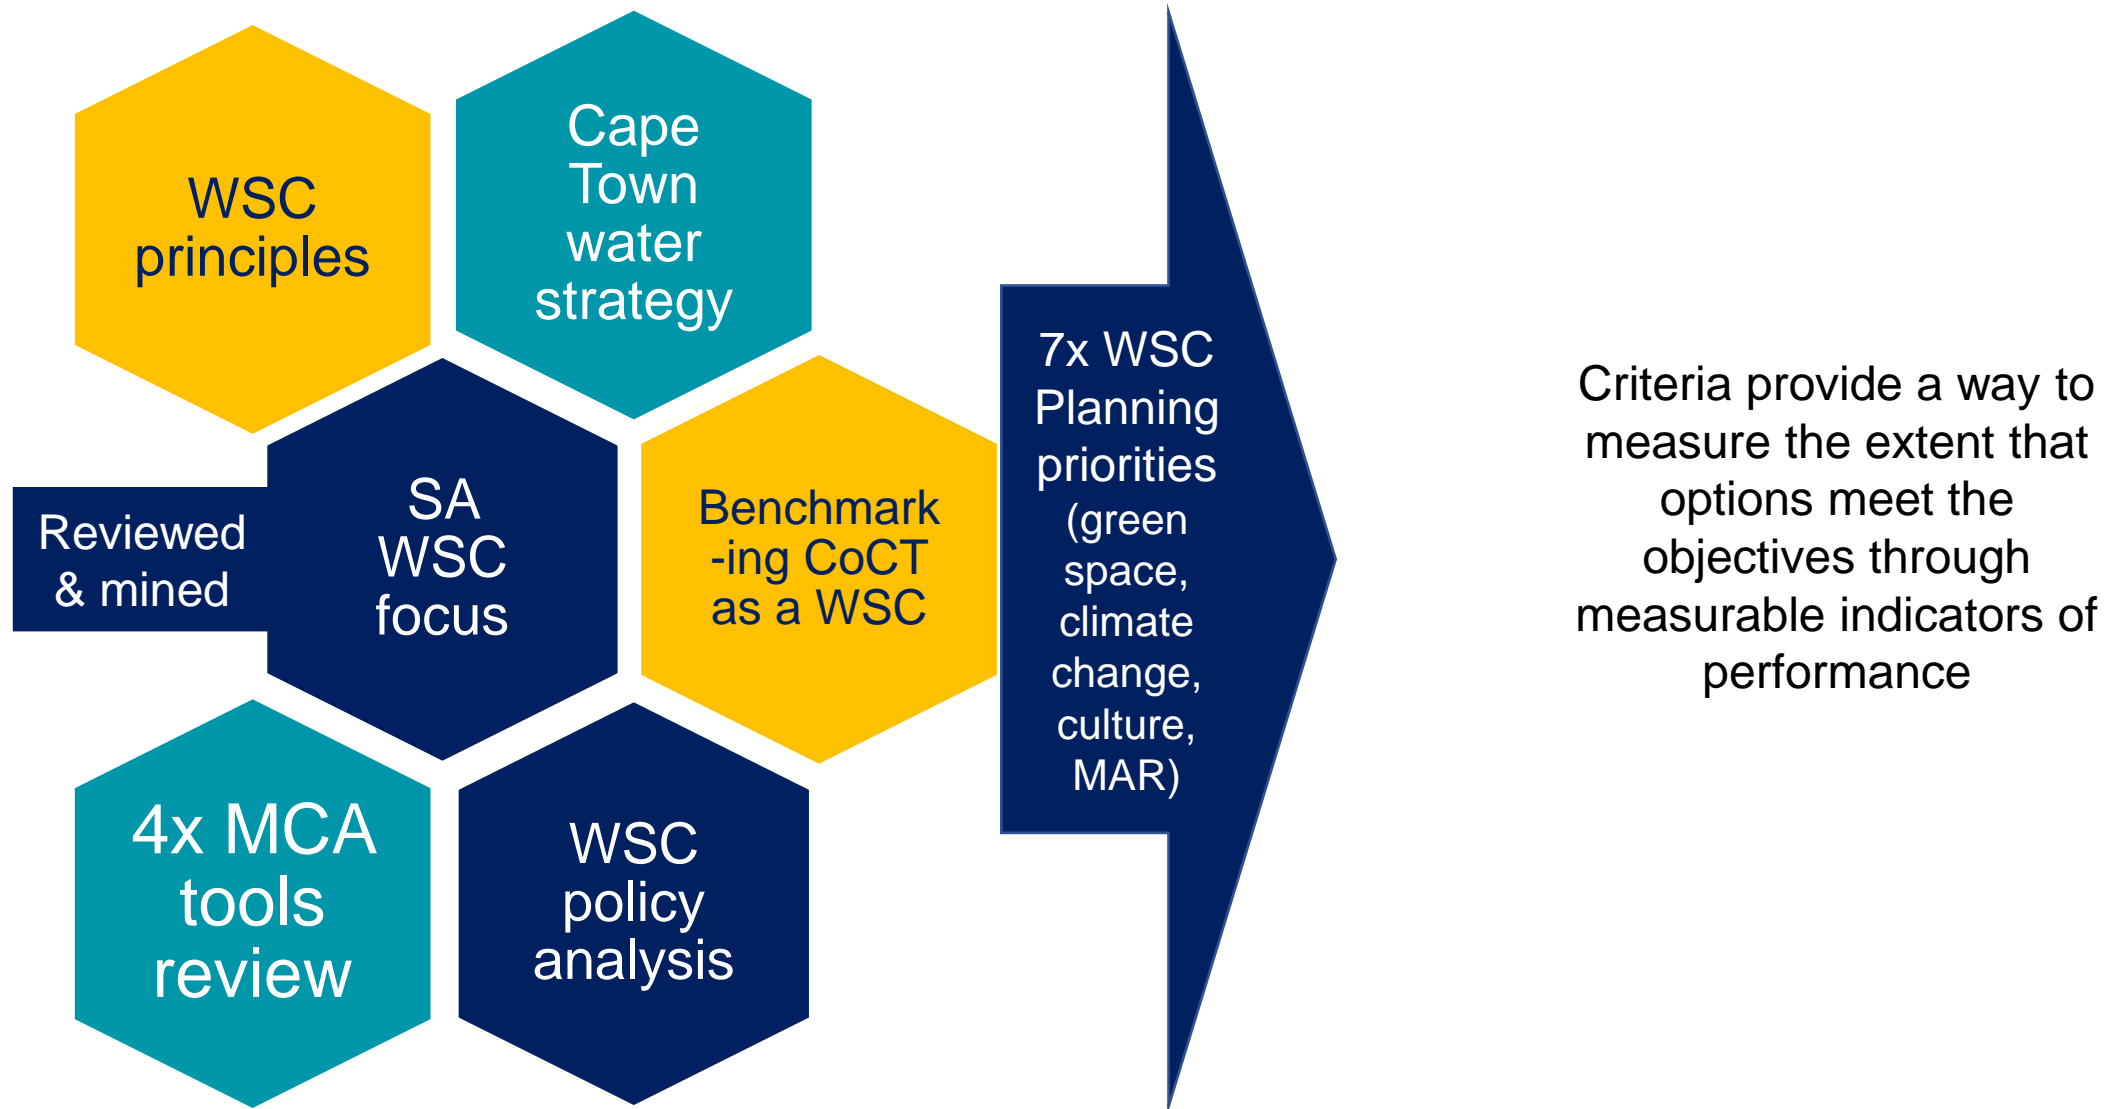 WSC
principles
Cape
Town
water
strategy
Reviewed
& mined
SA
WSC
focus
Benchmark
-ing CoCT
as a WSC
4x MCA
tools
review
WSC
policy
analysis
7x WSC
Planning
priorities
(green
space,
climate
change,
culture,
MAR)
Criteria provide a way to
measure the extent that
options meet the
objectives through
measurable indicators of
performance